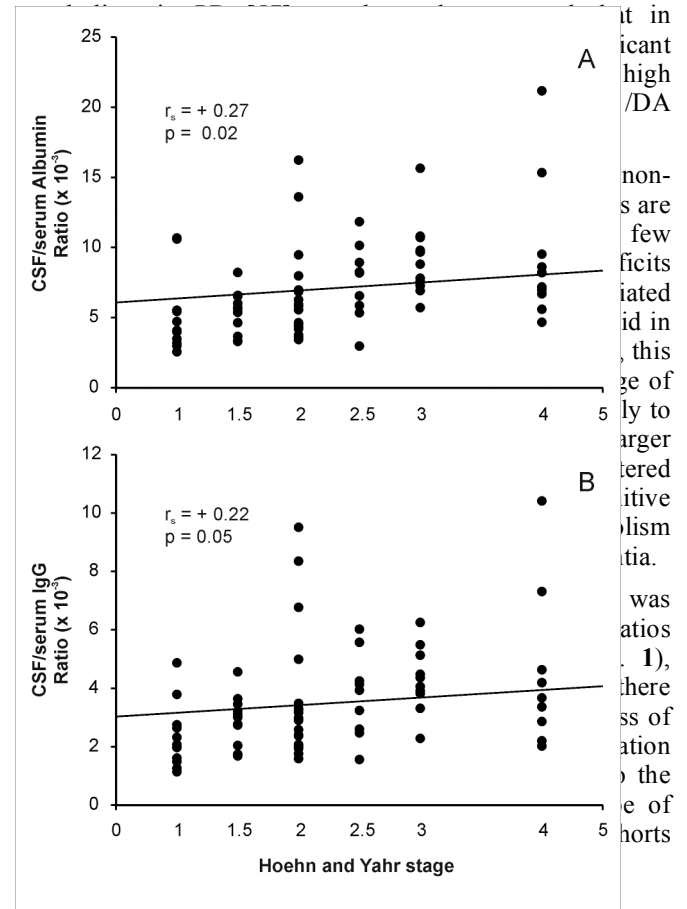 at in
icant
high
/DA
non-
s are
few
ficits
iated
id in
, this
ge of
ly to
arger
tered
itive
lism
tia.
was
atios
. 1),
there
ss of
ation
o the
e of
horts
25
20
15
10
5
0
CSF/serum Albumin
Ratio (x 10⁻³)
A
rₛ = + 0.27
p = 0.02
0 1 1.5 2 2.5 3 4 5
12
10
8
6
4
2
0
CSF/serum IgG
Ratio (x 10⁻³)
B
rₛ = + 0.22
p = 0.05
0 1 1.5 2 2.5 3 4 5
Hoehn and Yahr stage